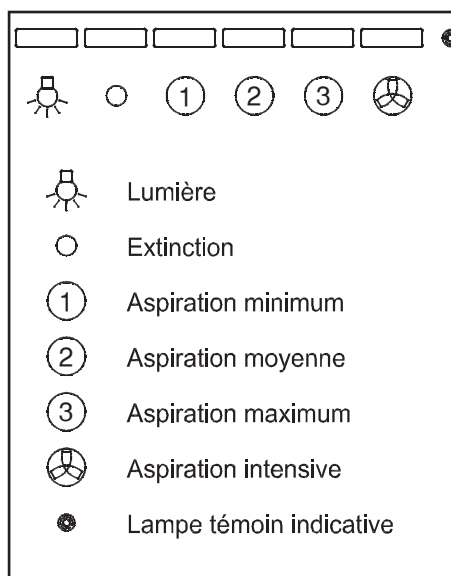 1 2 3
Lumière
Extinction
1 Aspiration minimum
2 Aspiration moyenne
3 Aspiration maximum
Aspiration intensive
Lampe témoin indicative